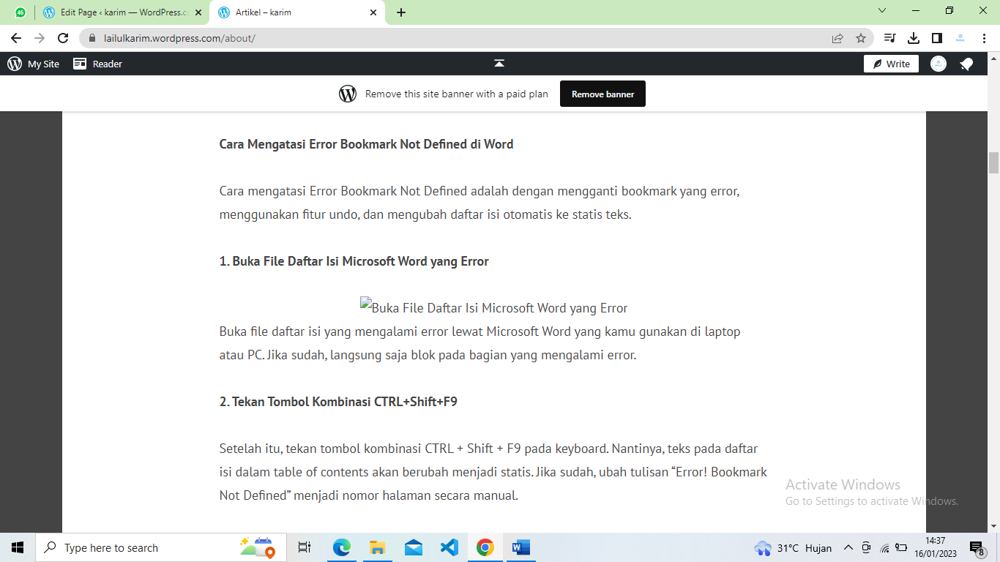 46
Edit Page ‹ karim — WordPress.c
Artikel – karim
lailulkarim.wordpress.com/about/
My Site
Reader
Write
Remove this site banner with a paid plan
Remove banner
Cara Mengatasi Error Bookmark Not Defined di Word
Cara mengatasi Error Bookmark Not Defined adalah dengan mengganti bookmark yang error,
menggunakan fitur undo, dan mengubah daftar isi otomatis ke statis teks.
1. Buka File Daftar Isi Microsoft Word yang Error
Buka File Daftar Isi Microsoft Word yang Error
Buka file daftar isi yang mengalami error lewat Microsoft Word yang kamu gunakan di laptop
atau PC. Jika sudah, langsung saja blok pada bagian yang mengalami error.
2. Tekan Tombol Kombinasi CTRL+Shift+F9
Setelah itu, tekan tombol kombinasi CTRL + Shift + F9 pada keyboard. Nantinya, teks pada daftar
isi dalam table of contents akan berubah menjadi statis. Jika sudah, ubah tulisan “Error! Bookmark
Not Defined” menjadi nomor halaman secara manual.
Activate Windows
Go to Settings to activate Windows.
Type here to search
31°C Hujan
14:37
16/01/2023
8